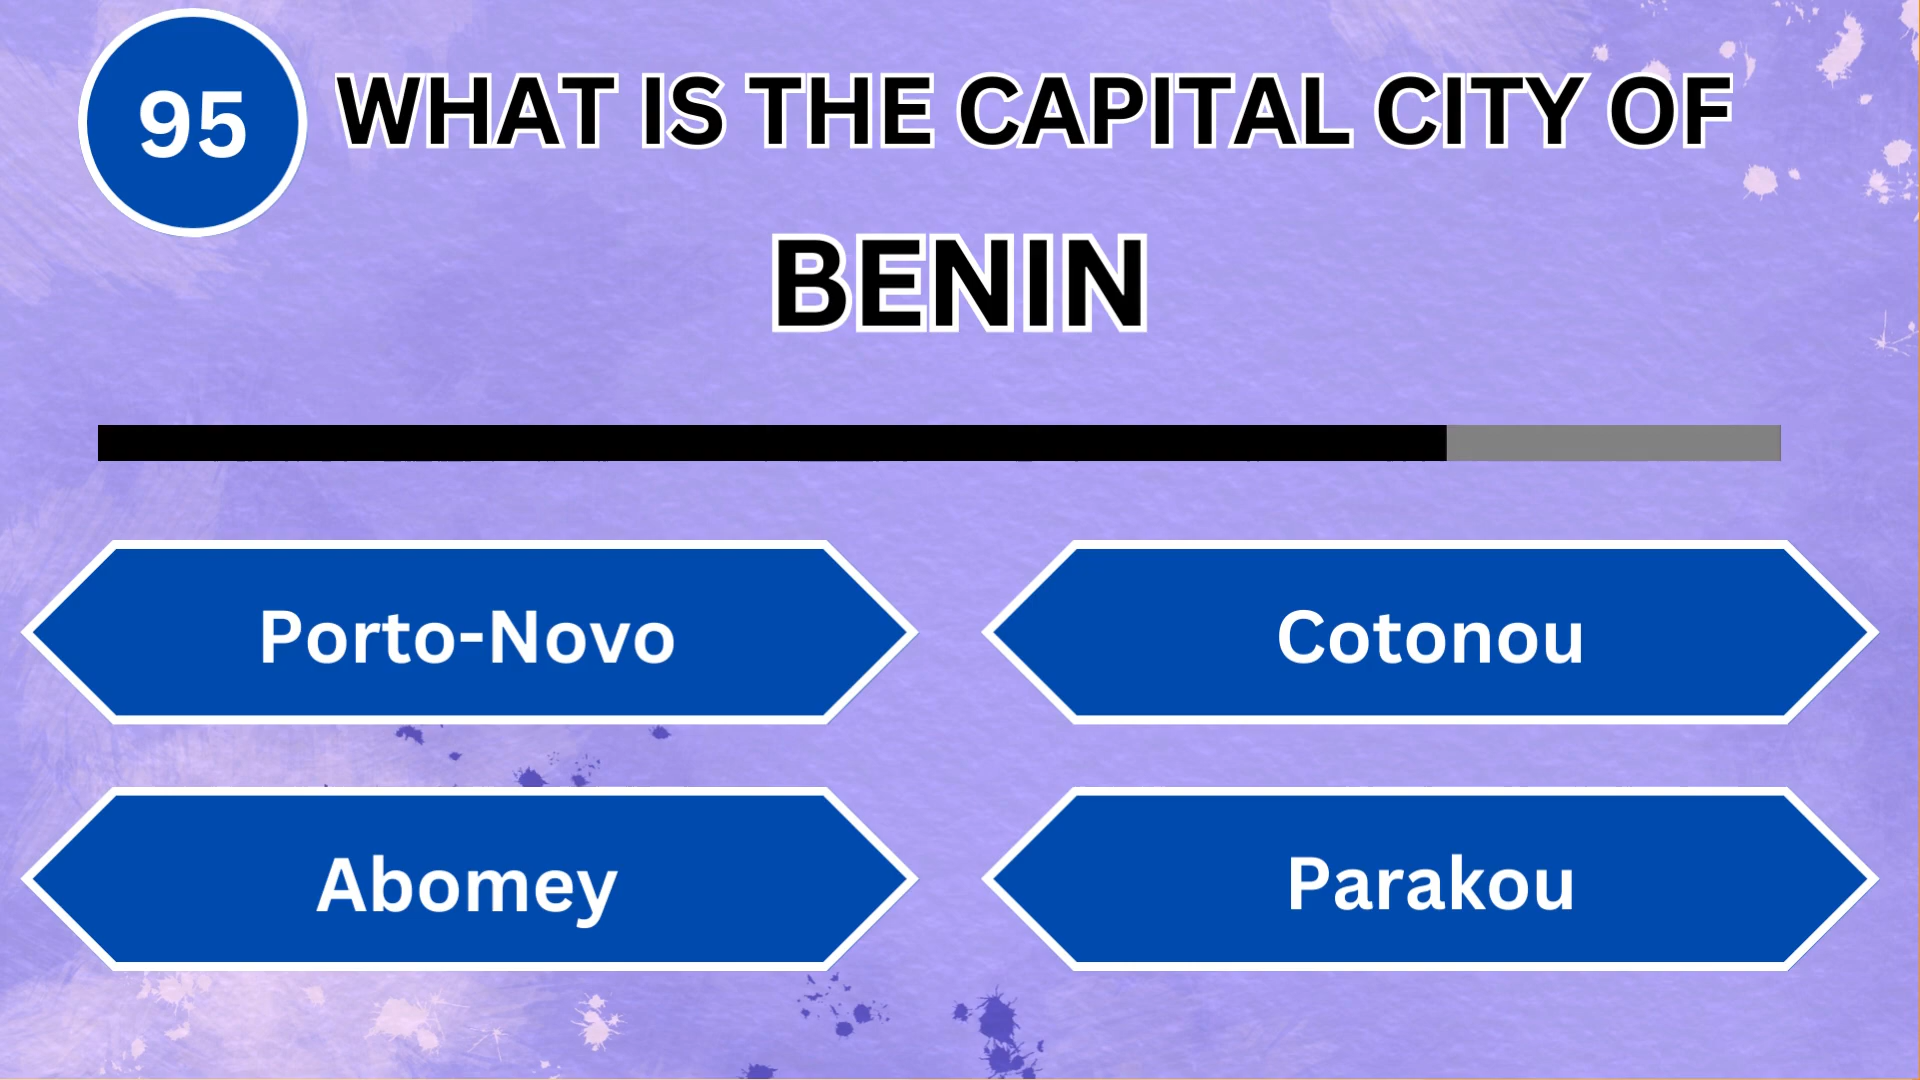 95
WHAT IS THE CAPITAL CITY OF
BENIN
Porto-Novo
Cotonou
Abomey
Parakou